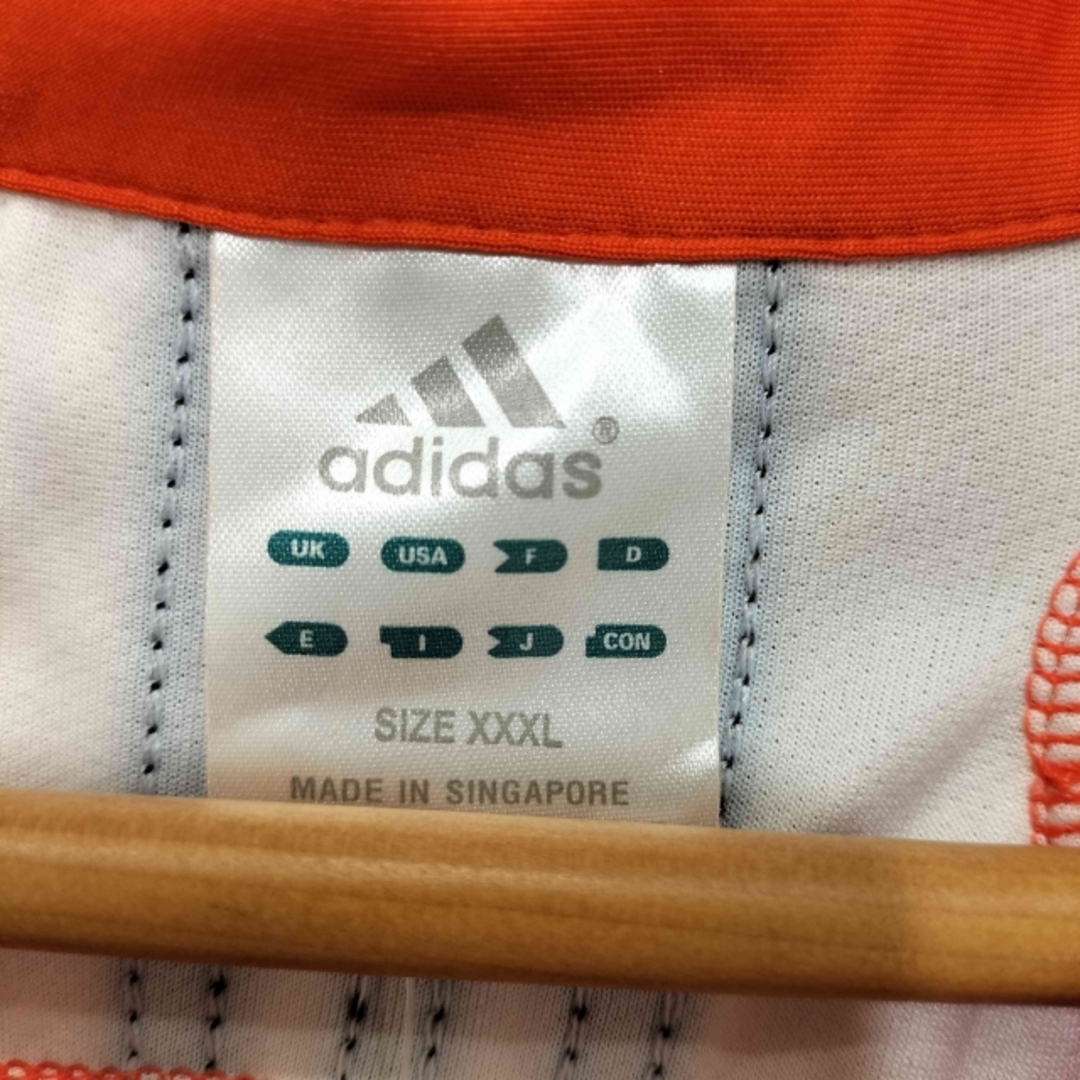 adidas®
UK USA F D
E I J CON
SIZE XXXL
MADE IN SINGAPORE